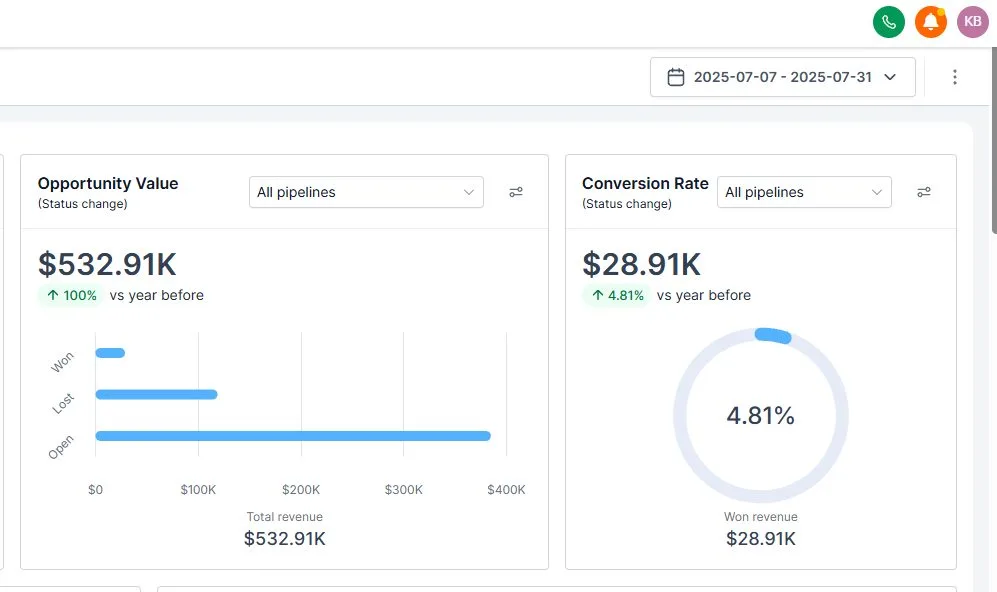 KB
2025-07-07 - 2025-07-31
Opportunity Value
(Status change)
All pipelines
$532.91K
100% vs year before
Won
Lost
Open
$0 $100K $200K $300K $400K
Total revenue
$532.91K
Conversion Rate
(Status change)
All pipelines
$28.91K
4.81% vs year before
4.81%
Won revenue
$28.91K